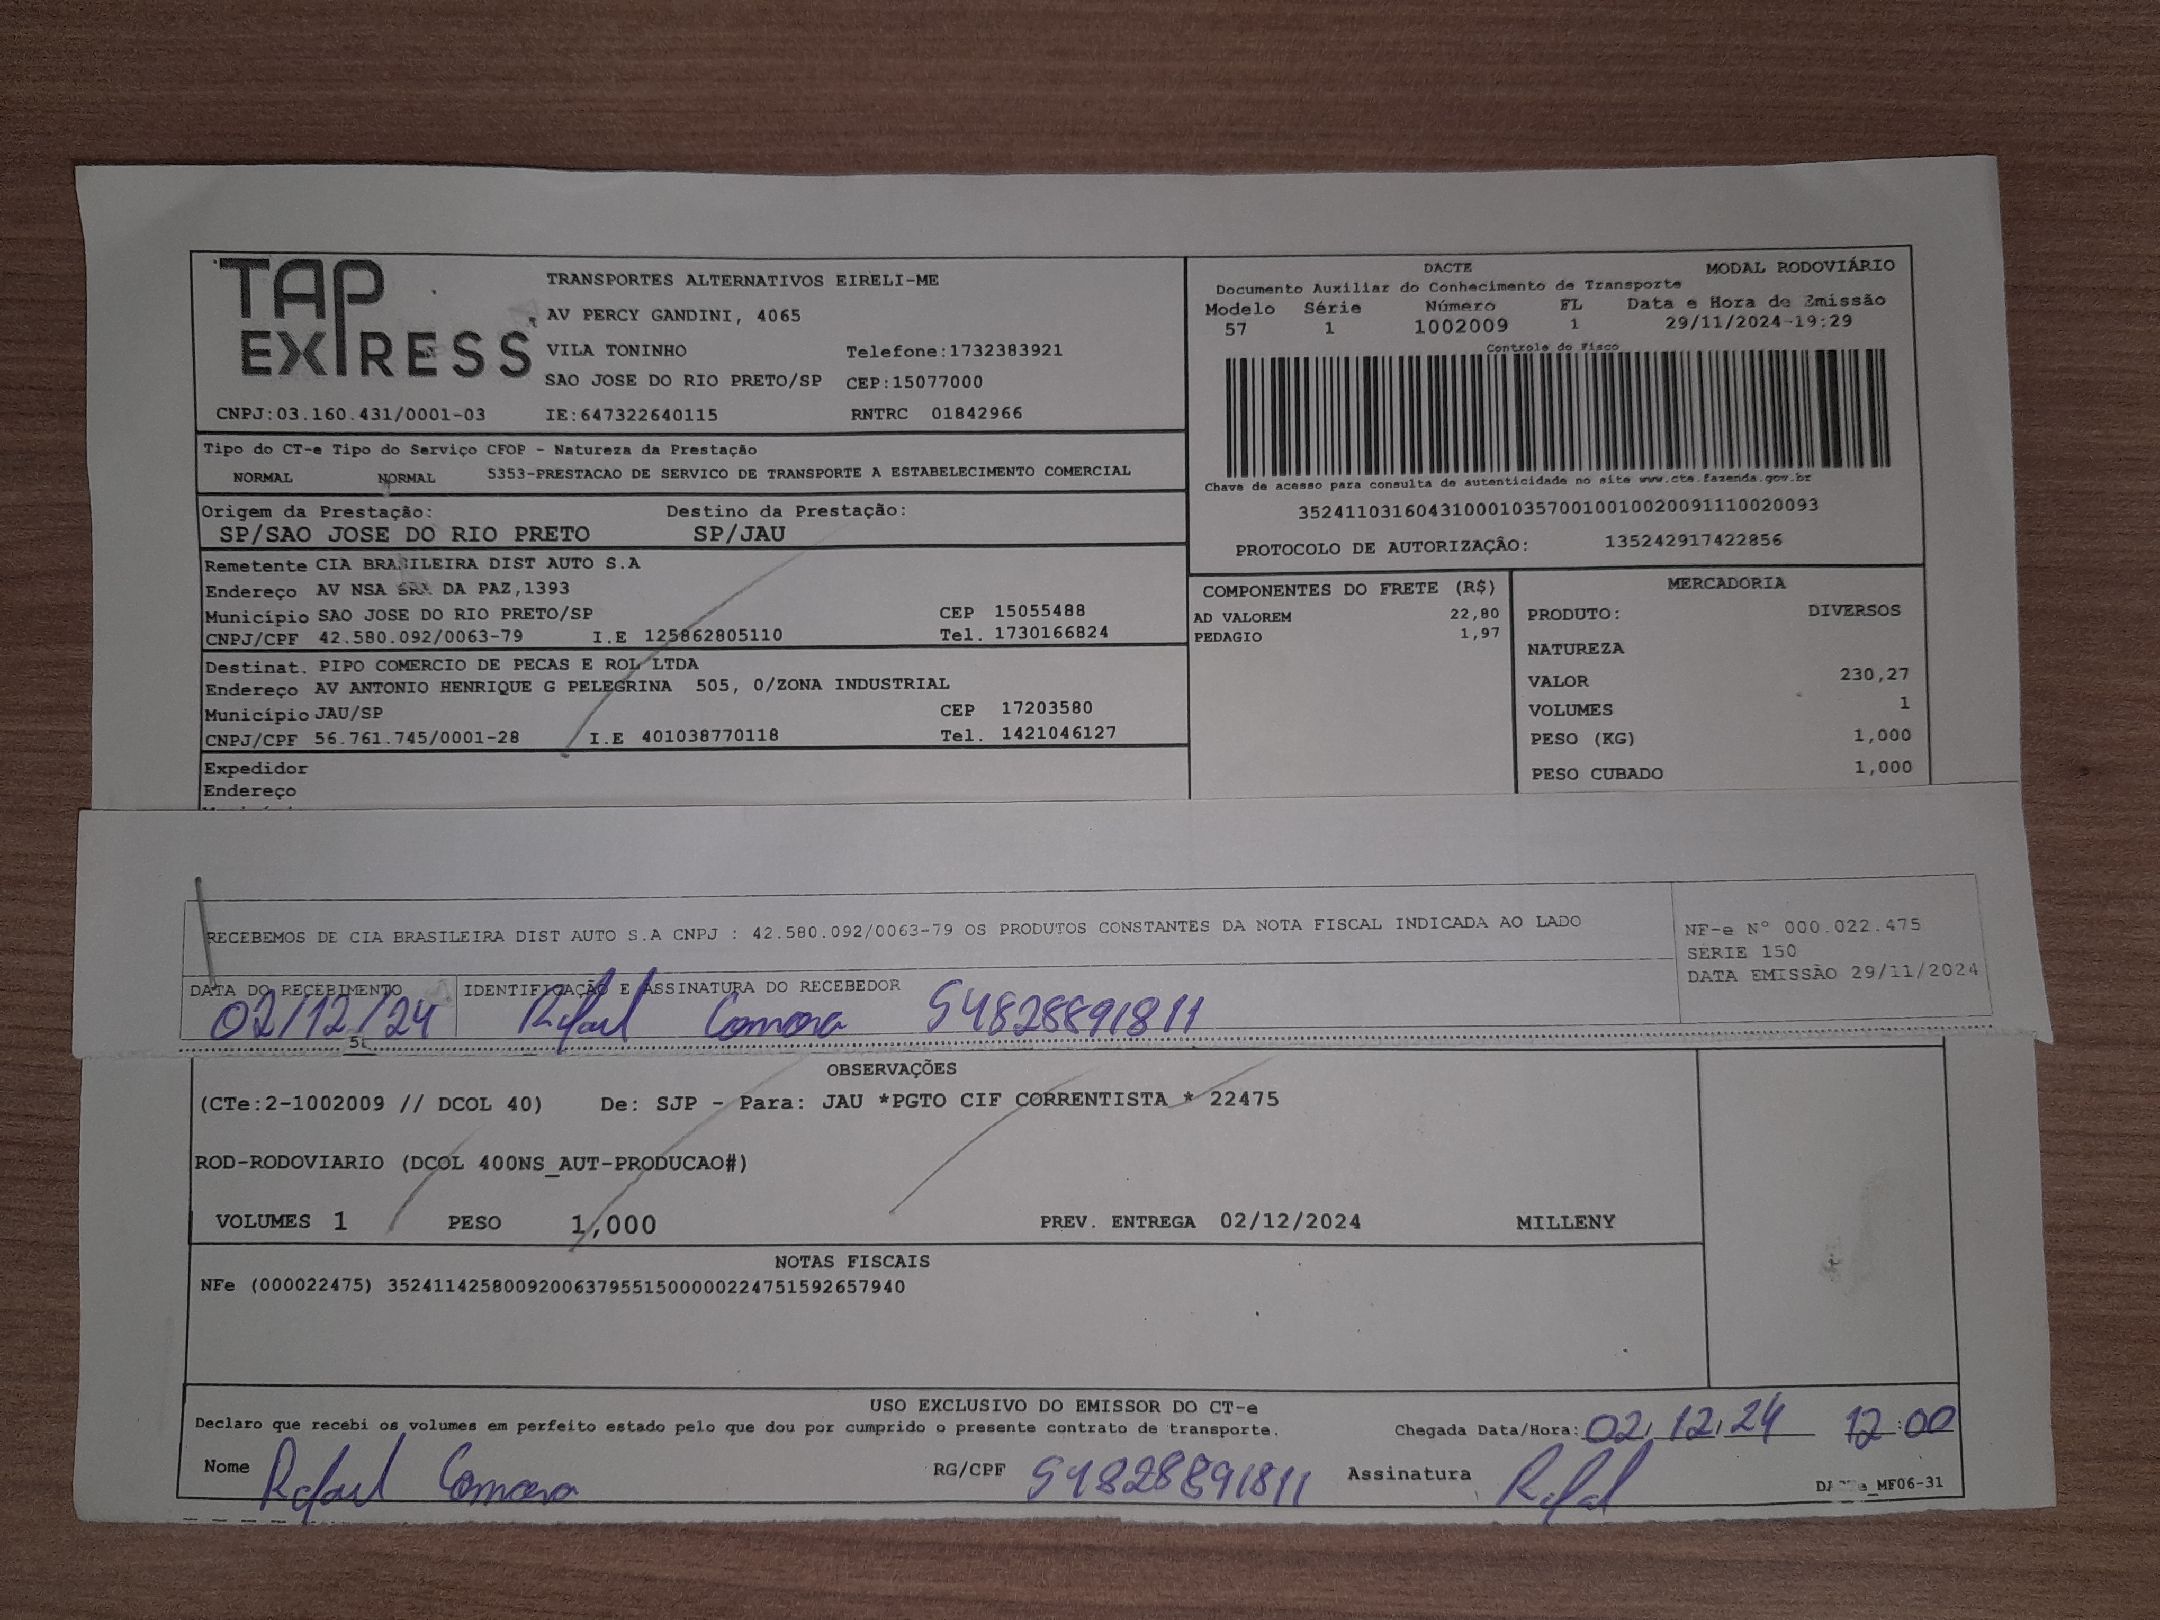 TAP EXPRESS
TRANSPORTES ALTERNATIVOS EIRELI-ME
AV PERCY GANDINI, 4065
VILA TONINHO Telefone:1732383921
SAO JOSE DO RIO PRETO/SP CEP:15077000
CNPJ:03.160.431/0001-03 IE:647322640115 RNTRC 01842966
DACTE MODAL RODOVIÁRIO
Documento Auxiliar do Conhecimento de Transporte
Modelo Série Número FL Data e Hora de Emissão
57 1 1002009 1 29/11/2024-19:29
Controle do Fisco
Chave de acesso para consulta de autenticidade no site www.cte.fazenda.gov.br
35241103160431000103570010010020091110020093
PROTOCOLO DE AUTORIZAÇÃO: 135242917422856
Tipo do CT-e Tipo do Serviço CFOP - Natureza da Prestação
NORMAL NORMAL 5353-PRESTACAO DE SERVICO DE TRANSPORTE A ESTABELECIMENTO COMERCIAL
Origem da Prestação: Destino da Prestação:
SP/SAO JOSE DO RIO PRETO SP/JAU
Remetente CIA BRASILEIRA DIST AUTO S.A
Endereço AV NSA SRA DA PAZ,1393
Município SAO JOSE DO RIO PRETO/SP CEP 15055488
CNPJ/CPF 42.580.092/0063-79 I.E 125862805110 Tel. 1730166824
Destinat. PIPO COMERCIO DE PECAS E ROL LTDA
Endereço AV ANTONIO HENRIQUE G PELEGRINA 505, 0/ZONA INDUSTRIAL
Município JAU/SP CEP 17203580
CNPJ/CPF 56.761.745/0001-28 I.E 401038770118 Tel. 1421046127
Expedidor
Endereço
COMPONENTES DO FRETE (R$)
AD VALOREM 22,80
PEDAGIO 1,97
MERCADORIA
PRODUTO: DIVERSOS
NATUREZA
VALOR 230,27
VOLUMES 1
PESO (KG) 1,000
PESO CUBADO 1,000
RECEBEMOS DE CIA BRASILEIRA DIST AUTO S.A CNPJ : 42.580.092/0063-79 OS PRODUTOS CONSTANTES DA NOTA FISCAL INDICADA AO LADO
NF-e N° 000.022.475
SÉRIE 150
DATA EMISSÃO 29/11/2024
DATA DO RECEBIMENTO IDENTIFICAÇÃO E ASSINATURA DO RECEBEDOR
02/12/24 Rafael Camara 54828891811
OBSERVAÇÕES
(CTe:2-1002009 // DCOL 40) De: SJP - Para: JAU *PGTO CIF CORRENTISTA * 22475
ROD-RODOVIARIO (DCOL 400NS_AUT-PRODUCAO#)
VOLUMES 1 PESO 1,000 PREV. ENTREGA 02/12/2024 MILLENY
NOTAS FISCAIS
NFe (000022475) 35241142580092006379551500000224751592657940
USO EXCLUSIVO DO EMISSOR DO CT-e
Declaro que recebi os volumes em perfeito estado pelo que dou por cumprido o presente contrato de transporte. Chegada Data/Hora: 02/12/24 12:00
Nome Rafael Camara RG/CPF 54828891811 Assinatura Rafael
MF06-31